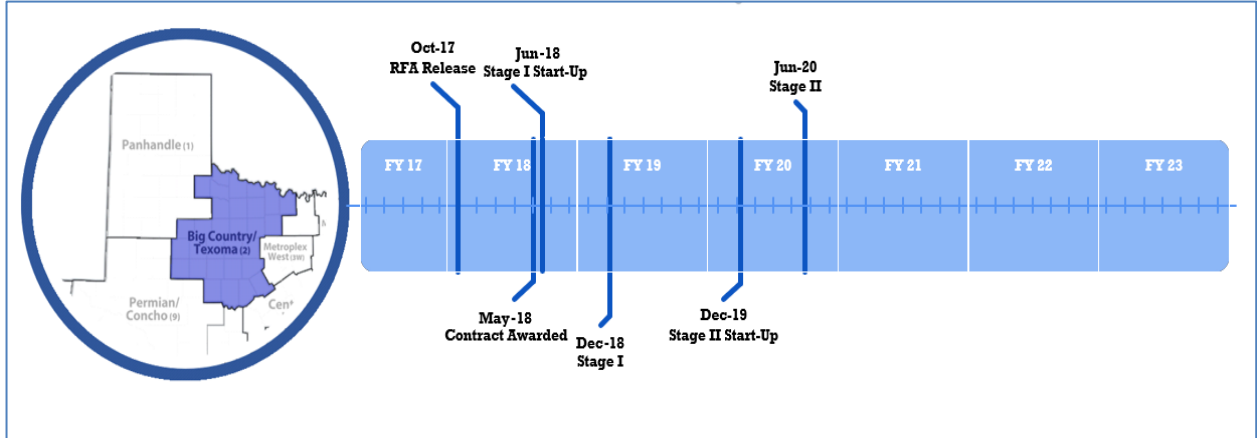 Oct-17
RFA Release
Jun-18
Stage I Start-Up
Jun-20
Stage II
Panhandle (1)
Big Country/
Texoma (2)
Metroplex
West (3W)
Permian/
Concho (9)
FY 17
FY 18
FY 19
FY 20
FY 21
FY 22
FY 23
May-18
Contract Awarded
Dec-18
Stage I
Dec-19
Stage II Start-Up